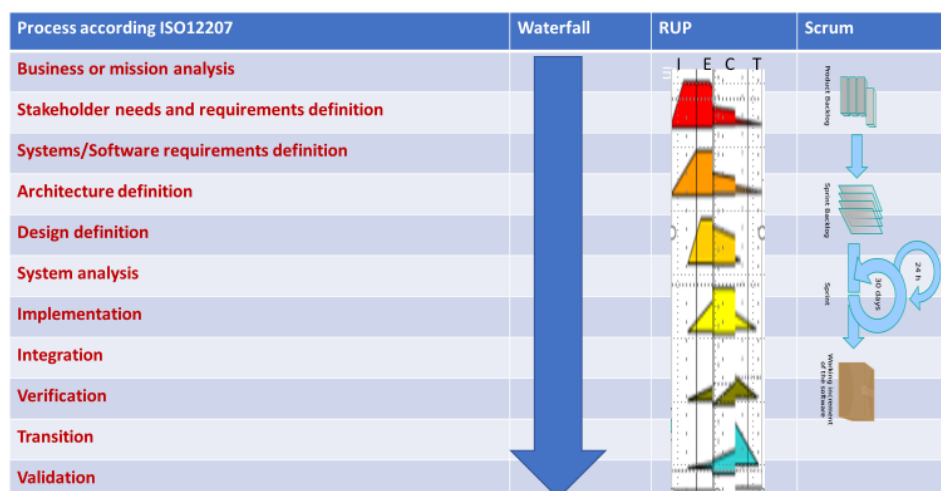 Process according ISO12207 Waterfall RUP Scrum
I E C T
Business or mission analysis
Stakeholder needs and requirements definition
Systems/Software requirements definition
Architecture definition
Design definition
System analysis
Implementation
Integration
Verification
Transition
Validation
Product Backlog
Sprint Backlog
24 h
30 days
Sprint
Working increment
of the software